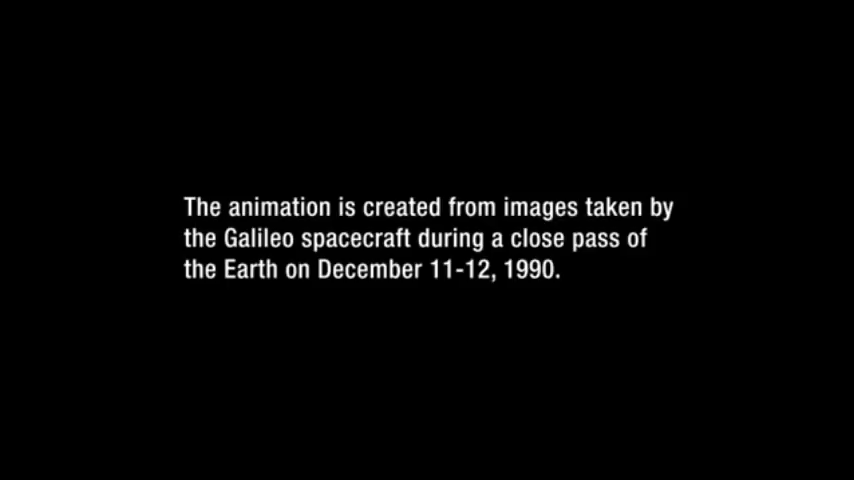 The animation is created from images taken by
the Galileo spacecraft during a close pass of
the Earth on December 11-12, 1990.